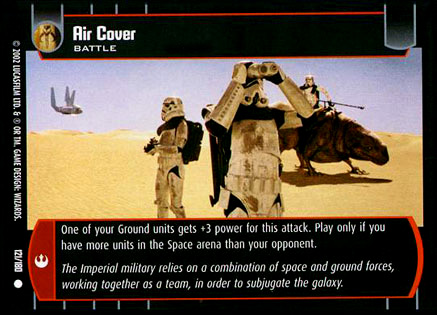 Air Cover
BATTLE
© 2002 LUCASFILM LTD. & ® OR TM. GAME DESIGN: WIZARDS.
121/180
One of your Ground units gets +3 power for this attack. Play only if you
have more units in the Space arena than your opponent.
The Imperial military relies on a combination of space and ground forces,
working together as a team, in order to subjugate the galaxy.